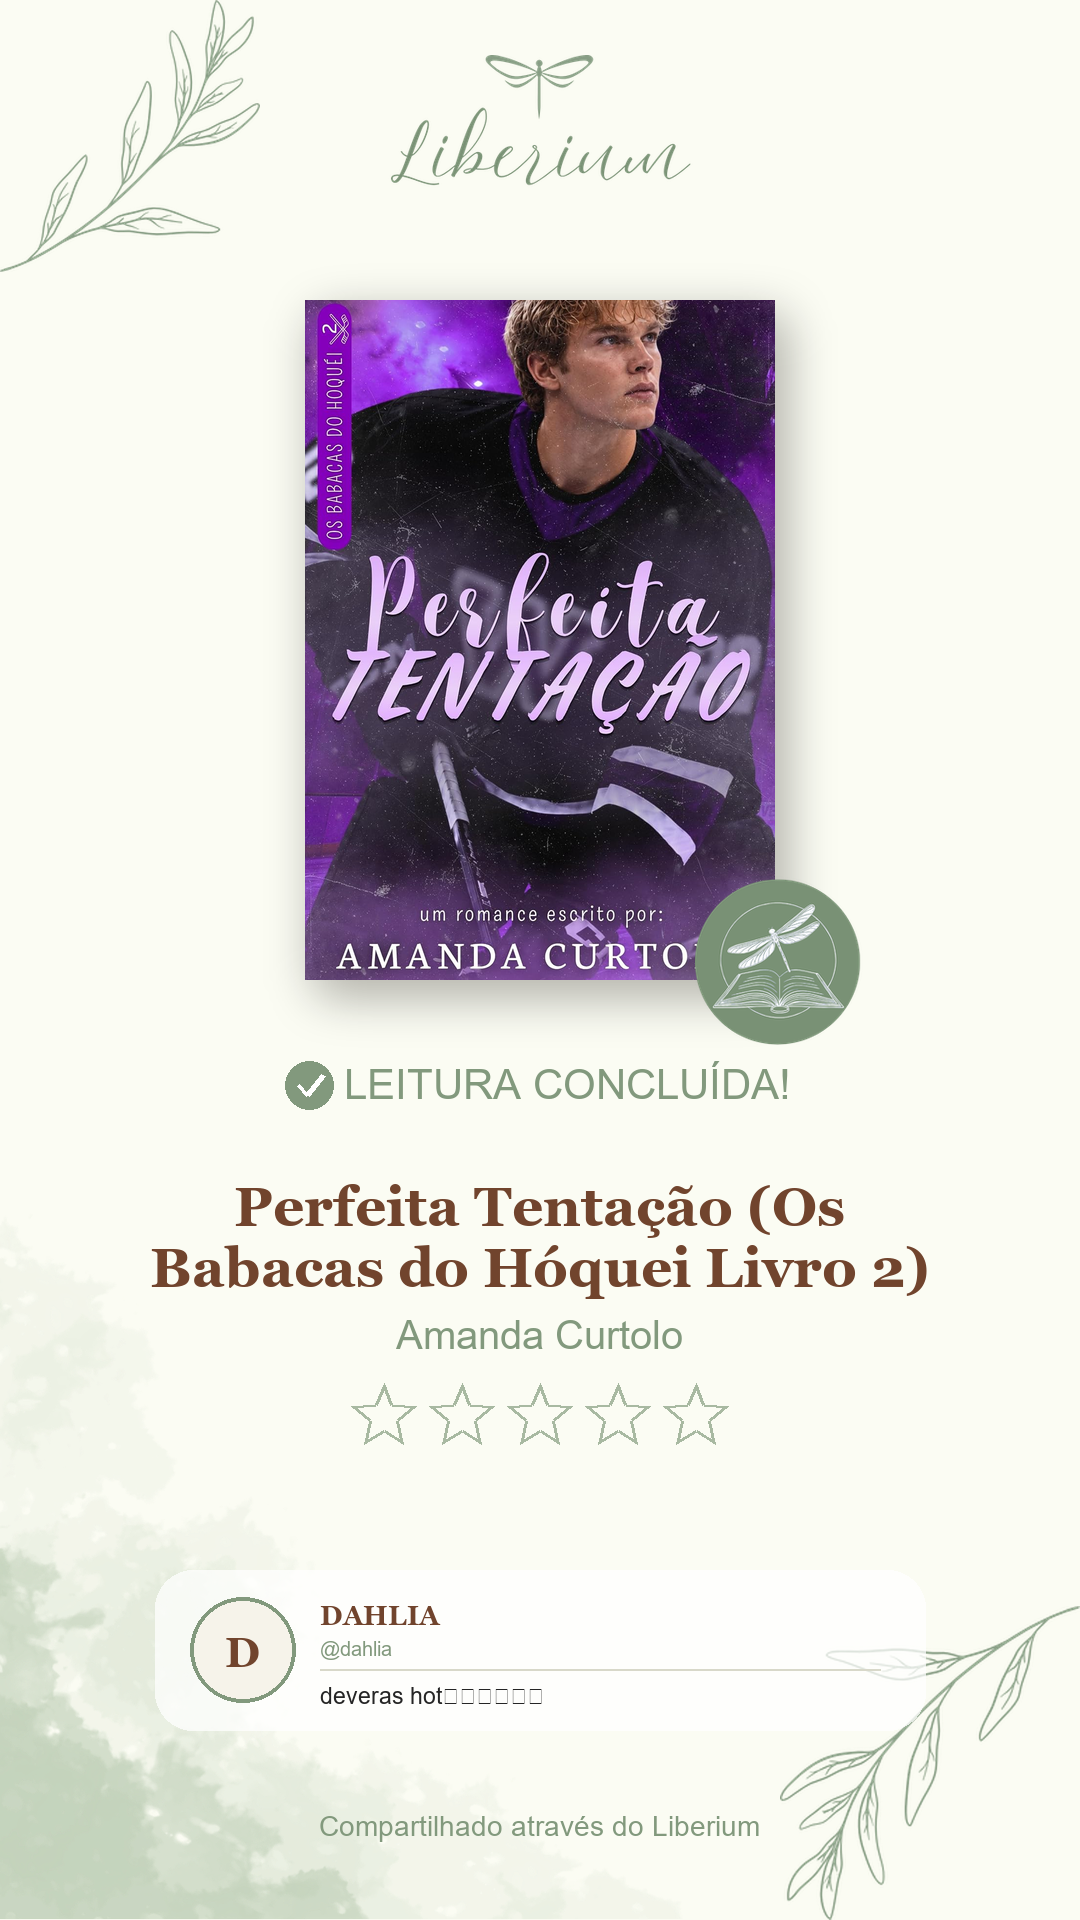 Liberium
OS BABACAS DO HOQUÉI 2
Perfeita
TENTAÇÃO
um romance escrito por:
AMANDA CURTO
LEITURA CONCLUÍDA!
Perfeita Tentação (Os
Babacas do Hóquei Livro 2)
Amanda Curtolo
D
DAHLIA
@dahlia
deveras hot□□□□□□
Compartilhado através do Liberium